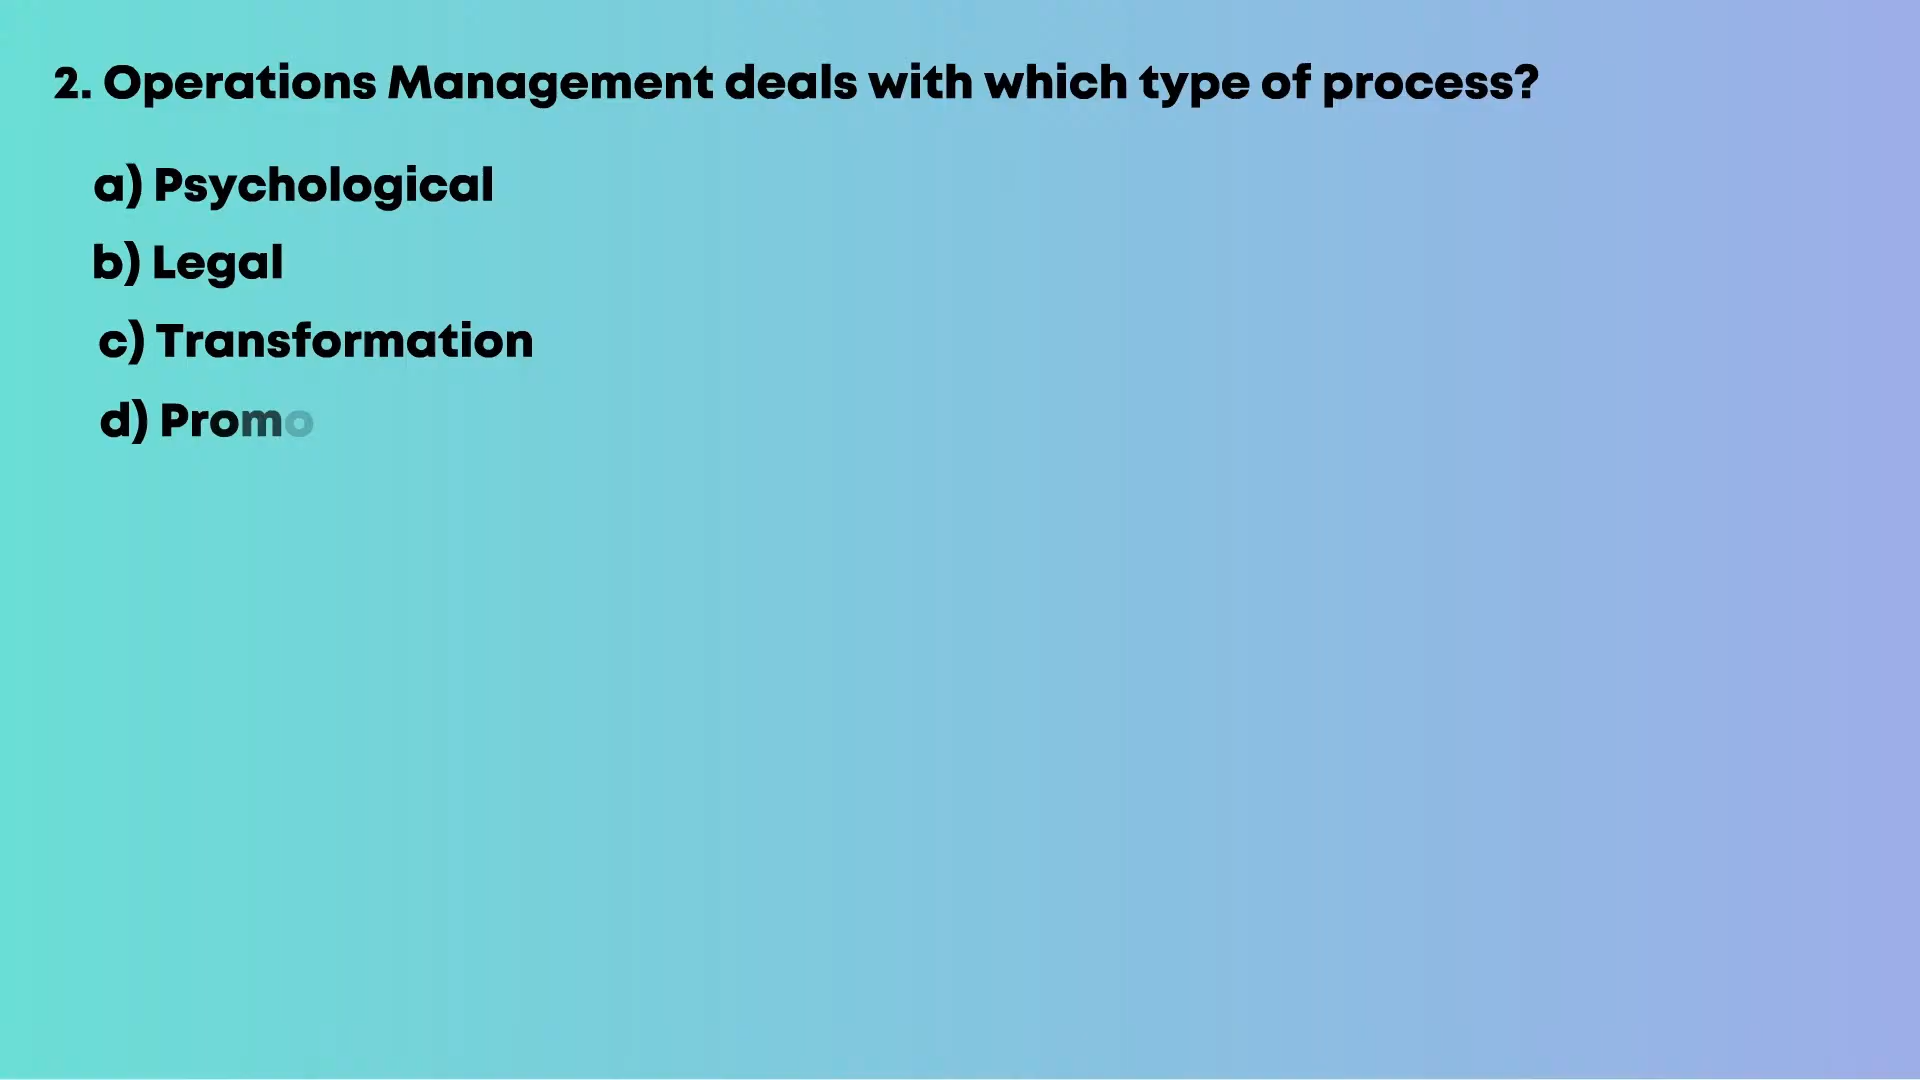 2. Operations Management deals with which type of process?
a) Psychological
b) Legal
c) Transformation
d) Promo